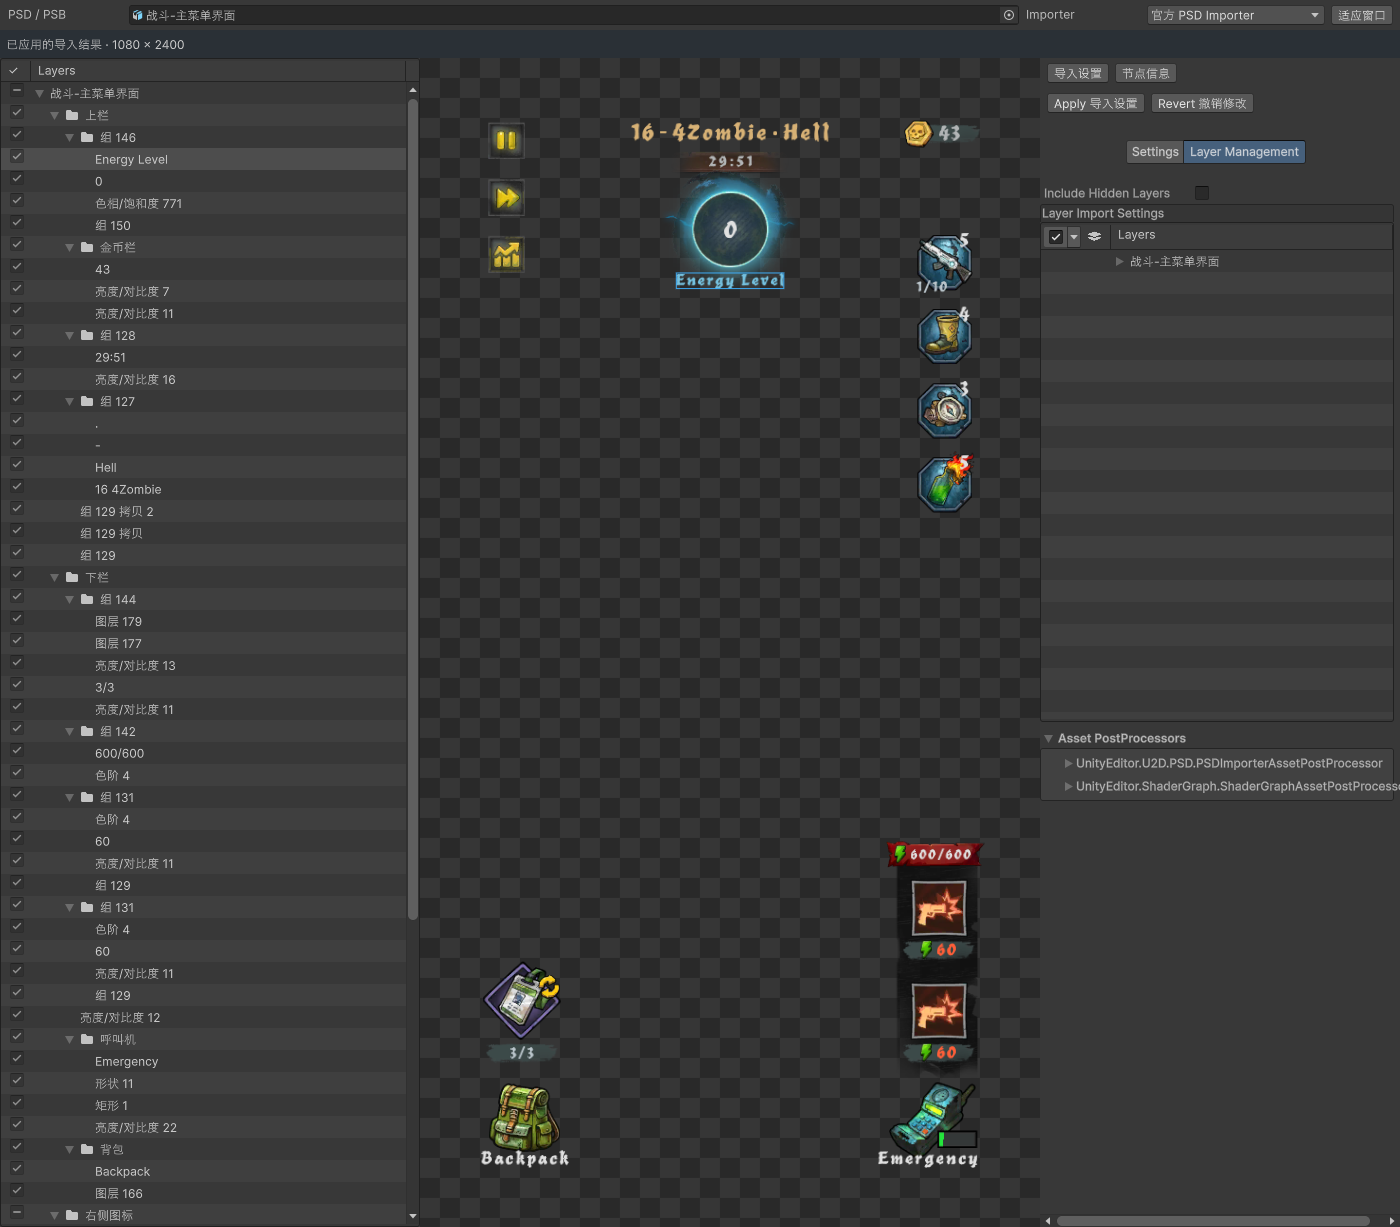 PSD / PSB
战斗-主菜单界面
Importer
官方 PSD Importer
适应窗口
已应用的导入结果 · 1080 × 2400
Layers
战斗-主菜单界面
上栏
组 146
Energy Level
0
色相/饱和度 771
组 150
金币栏
43
亮度/对比度 7
亮度/对比度 11
组 128
29:51
亮度/对比度 16
组 127
.
-
Hell
16 4Zombie
组 129 拷贝 2
组 129 拷贝
组 129
下栏
组 144
图层 179
图层 177
亮度/对比度 13
3/3
亮度/对比度 11
组 142
600/600
色阶 4
组 131
色阶 4
60
亮度/对比度 11
组 129
组 131
色阶 4
60
亮度/对比度 11
组 129
亮度/对比度 12
呼叫机
Emergency
形状 11
矩形 1
亮度/对比度 22
背包
Backpack
图层 166
右侧图标
16-4Zombie·Hell
43
29:51
0
Energy Level
5
1/10
4
3
5
600/600
60
60
3/3
Backpack
Emergency
导入设置
节点信息
Apply 导入设置
Revert 撤销修改
Settings
Layer Management
Include Hidden Layers
Layer Import Settings
Layers
战斗-主菜单界面
Asset PostProcessors
UnityEditor.U2D.PSD.PSDImporterAssetPostProcessor
UnityEditor.ShaderGraph.ShaderGraphAssetPostProcess